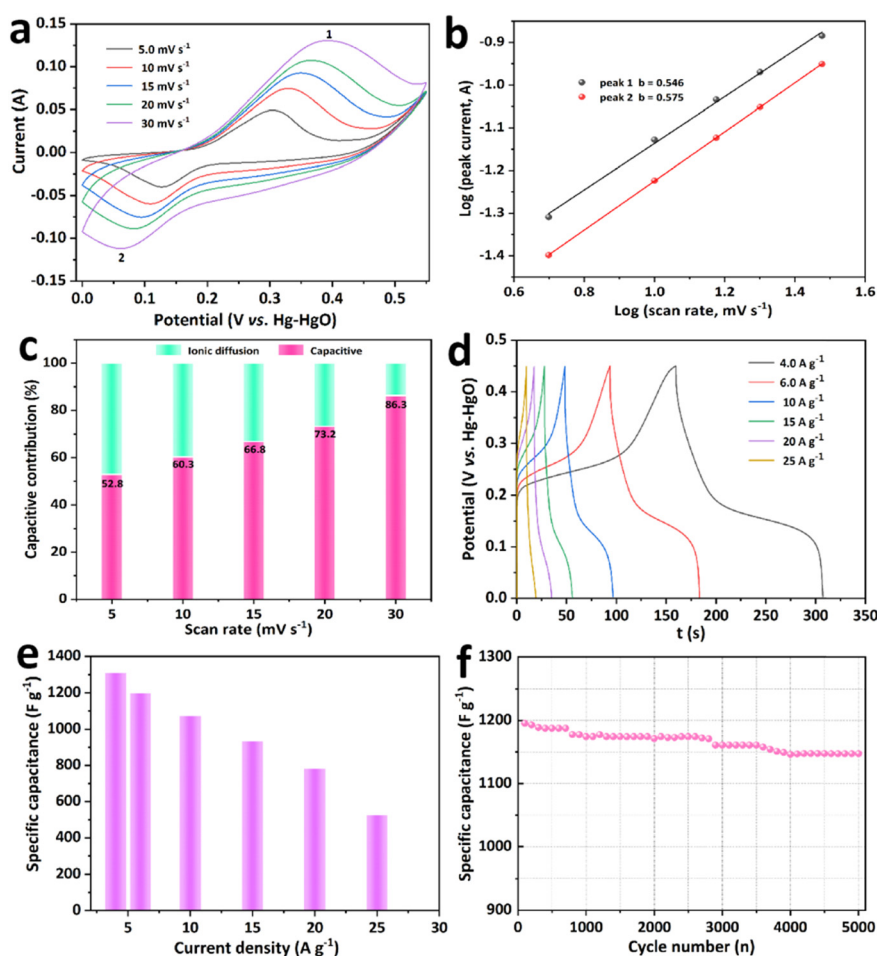 a
1
5.0 mV s⁻¹
10 mV s⁻¹
15 mV s⁻¹
20 mV s⁻¹
30 mV s⁻¹
2
0.15
0.10
0.05
0.00
-0.05
-0.10
-0.15
Current (A)
0.0 0.1 0.2 0.3 0.4 0.5
Potential (V vs. Hg-HgO)
b
peak 1 b = 0.546
peak 2 b = 0.575
-0.9
-1.0
-1.1
-1.2
-1.3
-1.4
Log (peak current, A)
0.6 0.8 1.0 1.2 1.4 1.6
Log (scan rate, mV s⁻¹)
c
Ionic diffusion Capacitive
100
80
60
40
20
0
Capacitive contribution (%)
52.8
60.3
66.8
73.2
86.3
5 10 15 20 30
Scan rate (mV s⁻¹)
d
4.0 A g⁻¹
6.0 A g⁻¹
10 A g⁻¹
15 A g⁻¹
20 A g⁻¹
25 A g⁻¹
0.5
0.4
0.3
0.2
0.1
0.0
Potential (V vs. Hg-HgO)
0 50 100 150 200 250 300 350
t (s)
e
1400
1200
1000
800
600
400
200
0
Specific capacitance (F g⁻¹)
5 10 15 20 25 30
Current density (A g⁻¹)
f
1300
1200
1100
1000
900
Specific capacitance (F g⁻¹)
0 1000 2000 3000 4000 5000
Cycle number (n)